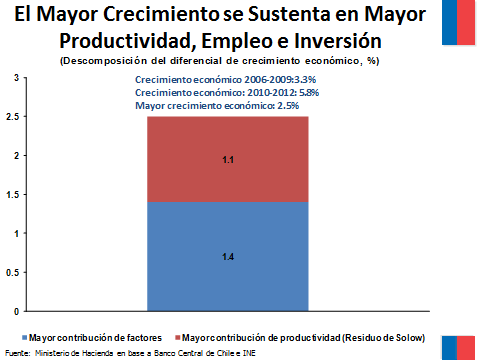 El Mayor Crecimiento se Sustenta en Mayor
Productividad, Empleo e Inversión
(Descomposición del diferencial de crecimiento económico, %)
Crecimiento económico 2006-2009:3.3%
Crecimiento económico: 2010-2012: 5.8%
Mayor crecimiento económico: 2.5%
3
2.5
2
1.5
1
0.5
0
1.1
1.4
Mayor contribución de factores
Mayor contribución de productividad (Residuo de Solow)
Fuente: Ministerio de Hacienda en base a Banco Central de Chile e INE